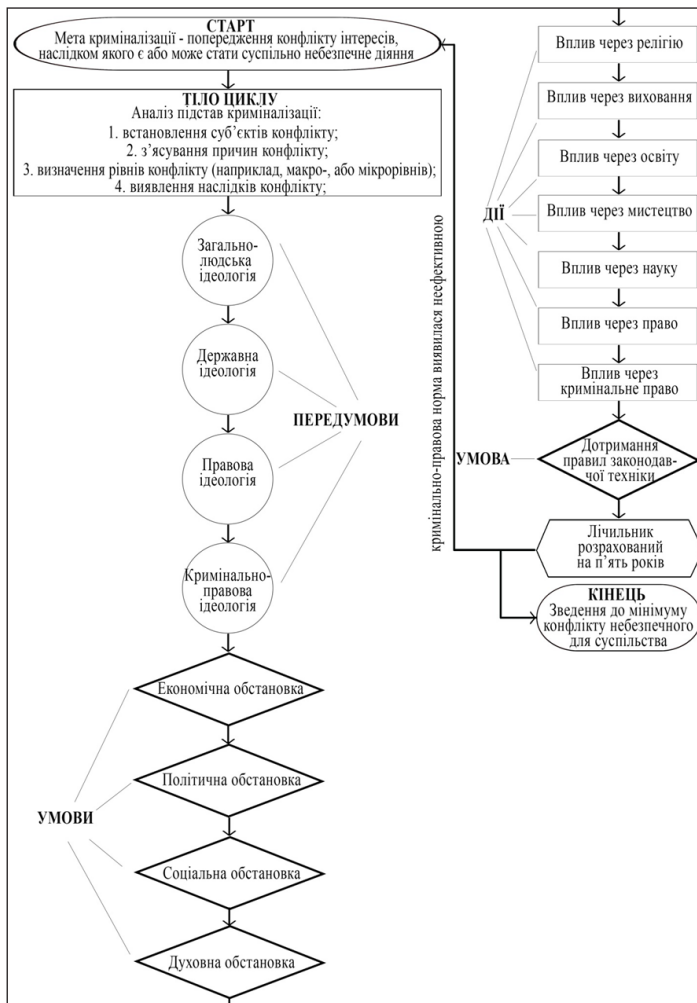 СТАРТ
Мета криміналізації - попередження конфлікту інтересів,
наслідком якого є або може стати суспільно небезпечне діяння
ТІЛО ЦИКЛУ
Аналіз підстав криміналізації:
1. встановлення суб’єктів конфлікту;
2. з’ясування причин конфлікту;
3. визначення рівнів конфлікту (наприклад, макро-, або мікрорівнів);
4. виявлення наслідків конфлікту;
Загально-
людська
ідеологія
Державна
ідеологія
ПЕРЕДУМОВИ
Правова
ідеологія
Кримінально-
правова
ідеологія
Економічна обстановка
Політична обстановка
УМОВИ
Соціальна обстановка
Духовна обстановка
кримінально-правова норма виявилася неефективною
Вплив через релігію
Вплив через виховання
Вплив через освіту
ДІЇ
Вплив через мистецтво
Вплив через науку
Вплив через право
Вплив через
кримінальне право
УМОВА
Дотримання
правил законодав-
чої техніки
Лічильник
розрахований
на п’ять років
КІНЕЦЬ
Зведення до мінімуму
конфлікту небезпечного
для суспільства